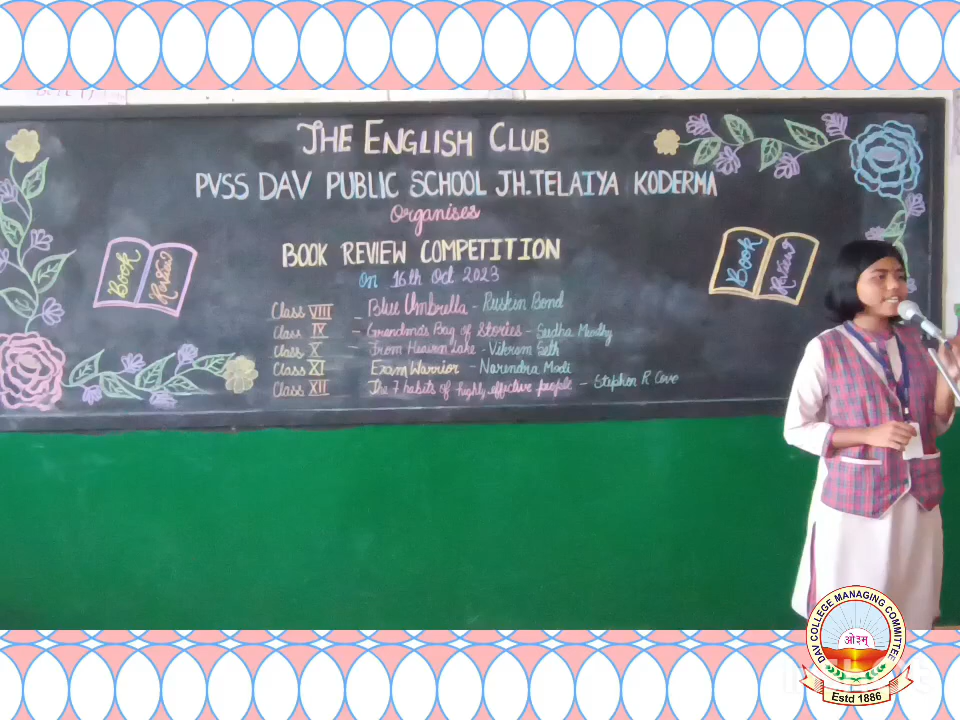 THE ENGLISH CLUB
PVSS DAV PUBLIC SCHOOL JH.TELAIYA KODERMA
Organises
BOOK REVIEW COMPETITION
On 16th Oct 2023
Book Review
Book Review
Class VIII - Blue Umbrella - Ruskin Bond
Class IX - Grandma's Bag of Stories - Sudha Murthy
Class X - From Heaven Lake - Vikram Seth
Class XI - Exam Warrior - Narendra Modi
Class XII - The 7 habits of highly effective people - Stephen R Cove
DAV COLLEGE MANAGING COMMITTEE
ओ३म्
Estd 1886